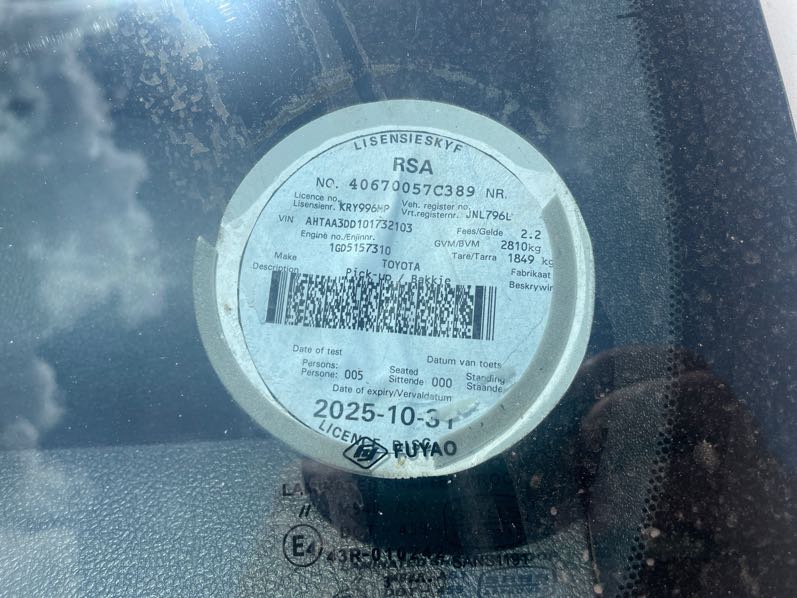 LISENSIESKYF
RSA
NO. 40670057C389 NR.
Licence no. Veh. register no.
Lisensienr. KRY996MP Vrt.registernr. JNL796L
VIN AHTAA3DD101732103 Fees/Gelde 2.2
Engine no./Enjinnr. GVM/BVM 2810kg
1GD5157310 Tare/Tarra 1849 kg
Make TOYOTA Fabrikaat
Description Pick-up / Bakkie
Date of test Datum van toets
Persons: Seated Standing
Persone: 005 Sittende 000 Staande
Date of expiry/Vervaldatum
2025-10-31
LICENCE DISC
FUYAO
E4